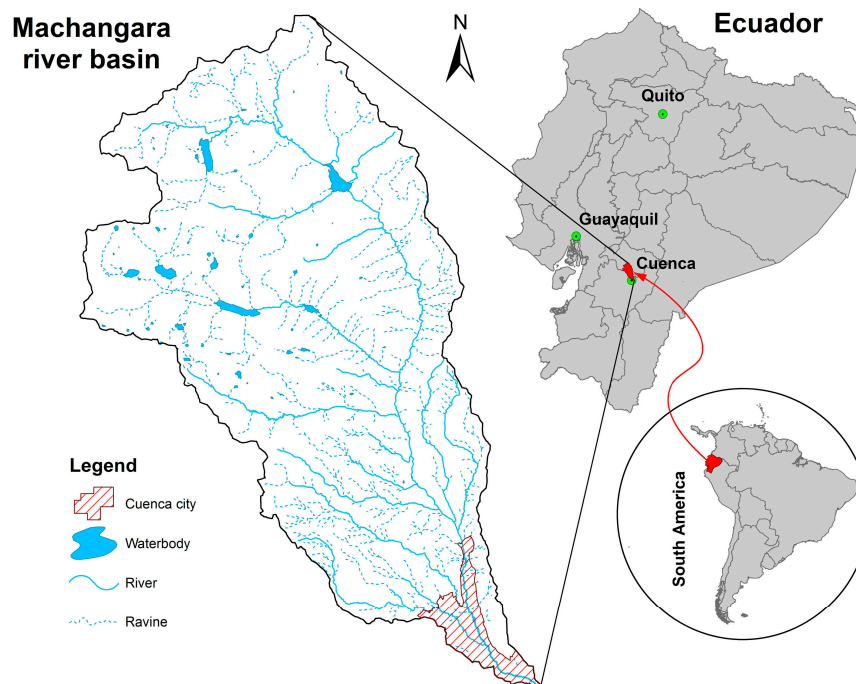 Machangara
river basin
N
Ecuador
Quito
Guayaquil
Cuenca
Legend
Cuenca city
Waterbody
River
Ravine
South America